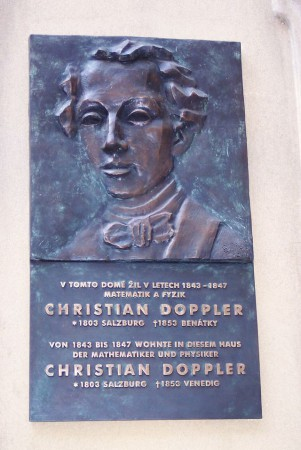 V TOMTO DOMĚ ŽIL V LETECH 1843–1847
MATEMATIK A FYZIK
CHRISTIAN DOPPLER
*1803 SALZBURG †1853 BENÁTKY
VON 1843 BIS 1847 WOHNTE IN DIESEM HAUS
DER MATHEMATIKER UND PHYSIKER
CHRISTIAN DOPPLER
*1803 SALZBURG †1853 VENEDIG